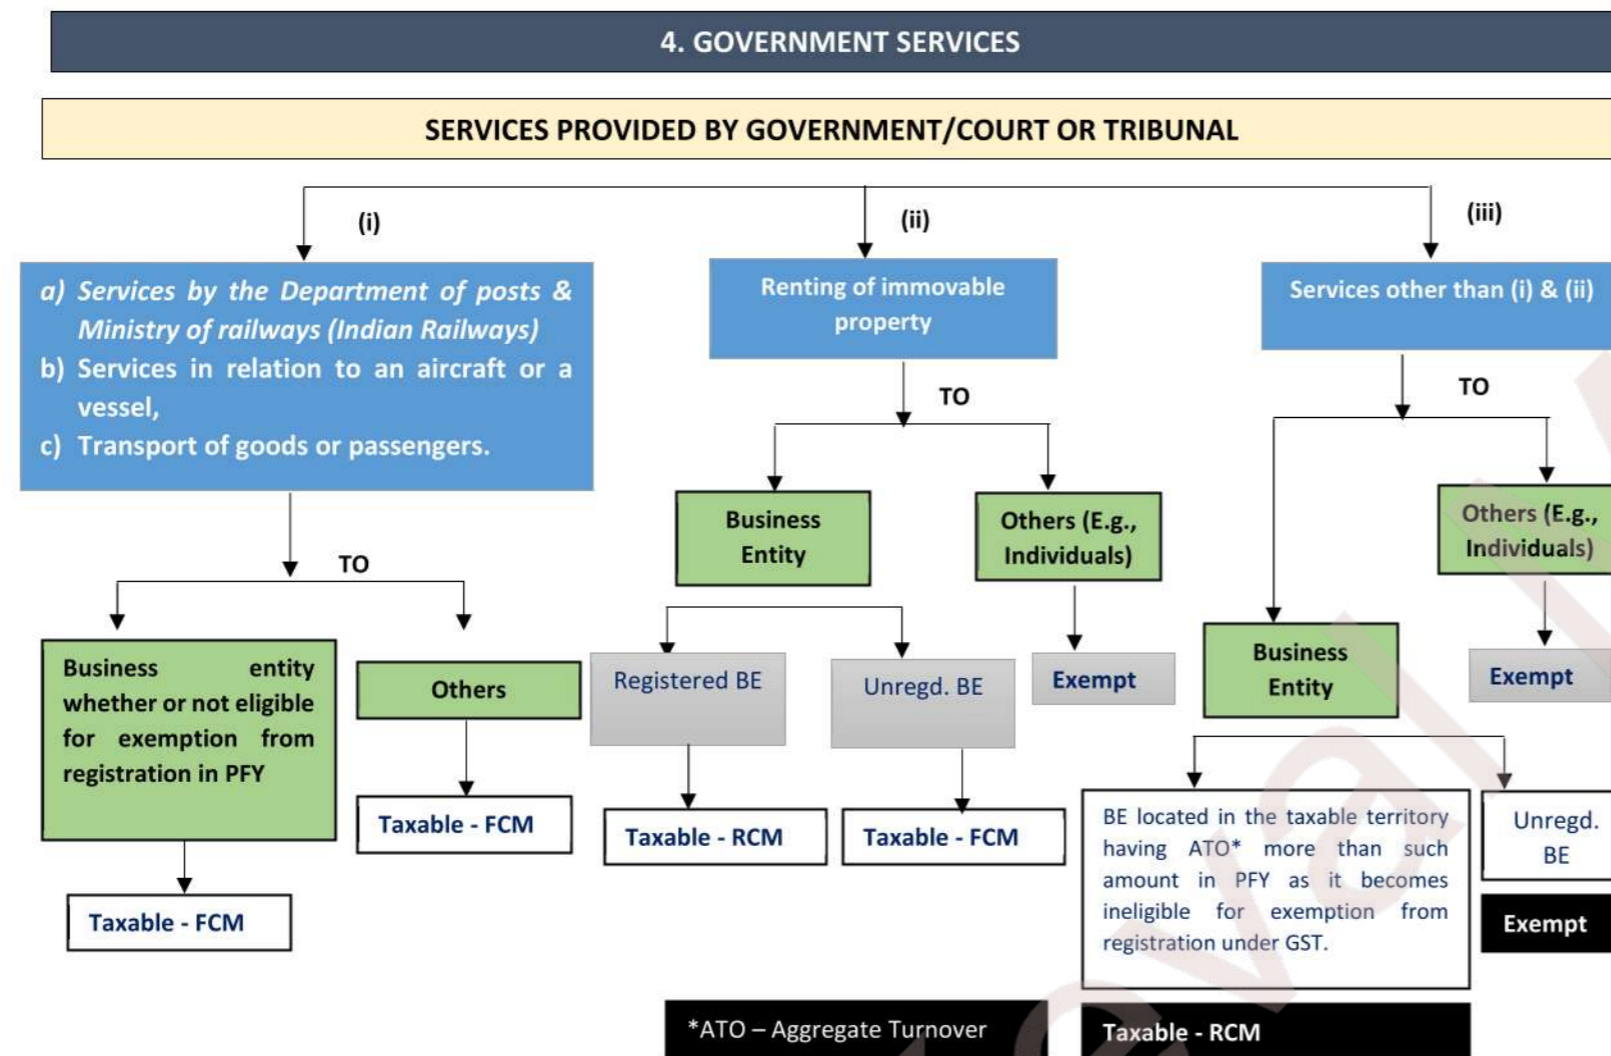 4. GOVERNMENT SERVICES
SERVICES PROVIDED BY GOVERNMENT/COURT OR TRIBUNAL
(i)
(ii)
(iii)
a) Services by the Department of posts &
Ministry of railways (Indian Railways)
b) Services in relation to an aircraft or a
vessel,
c) Transport of goods or passengers.
Renting of immovable
property
Services other than (i) & (ii)
TO
TO
TO
Business entity
whether or not eligible
for exemption from
registration in PFY
Taxable - FCM
Others
Taxable - FCM
Business
Entity
Others (E.g.,
Individuals)
Registered BE
Unregd. BE
Exempt
Taxable - RCM
Taxable - FCM
Others (E.g.,
Individuals)
Business
Entity
Exempt
BE located in the taxable territory
having ATO* more than such
amount in PFY as it becomes
ineligible for exemption from
registration under GST.
Unregd.
BE
Exempt
*ATO – Aggregate Turnover
Taxable - RCM